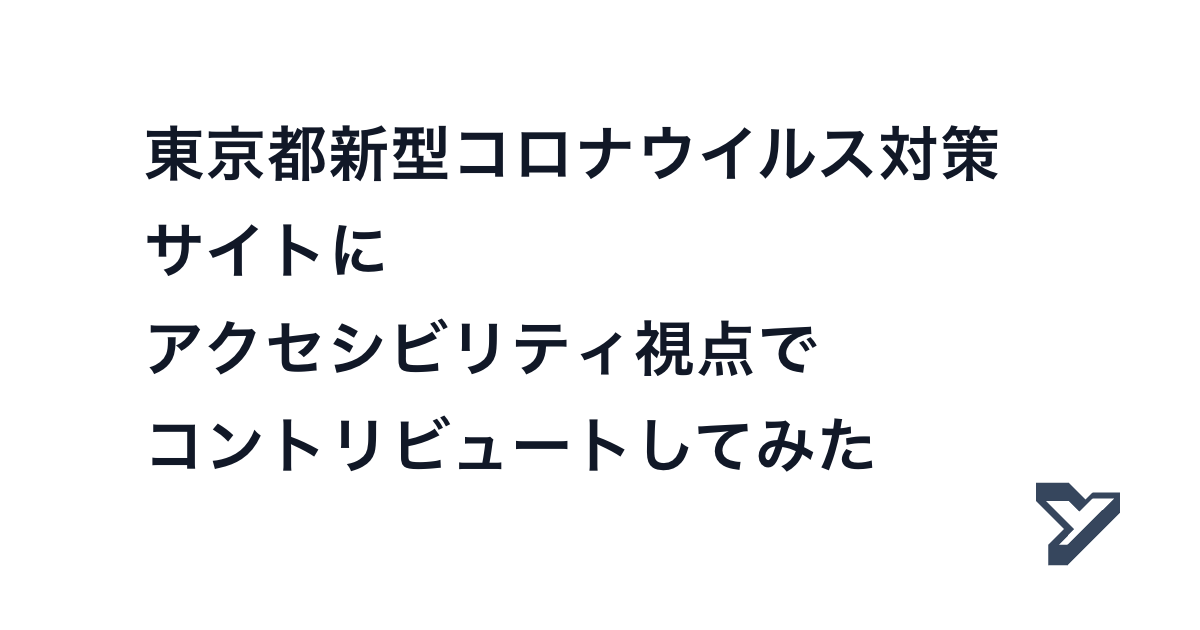 東京都新型コロナウイルス対策
サイトに
アクセシビリティ視点で
コントリビュートしてみた